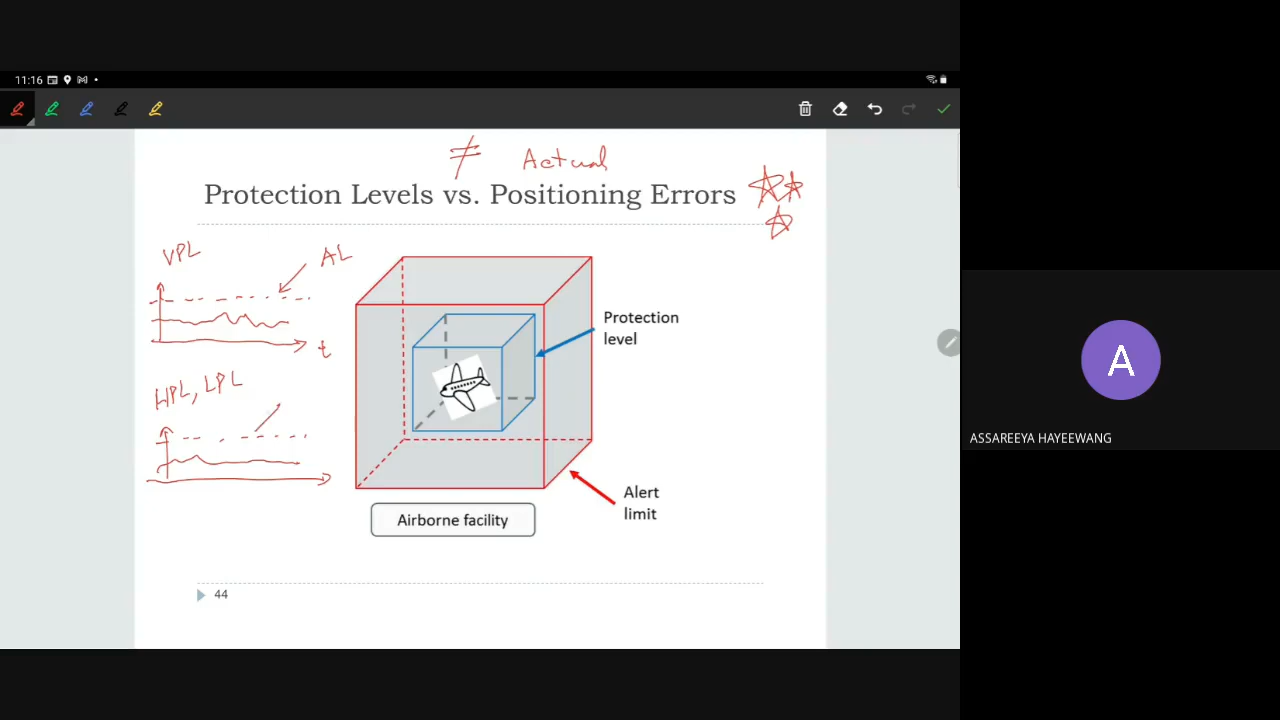 11:16
≠ Actual
Protection Levels vs. Positioning Errors
VPL
AL
t
HPL, LPL
Protection
level
Alert
limit
Airborne facility
44
A
ASSAREEYA HAYEEWANG